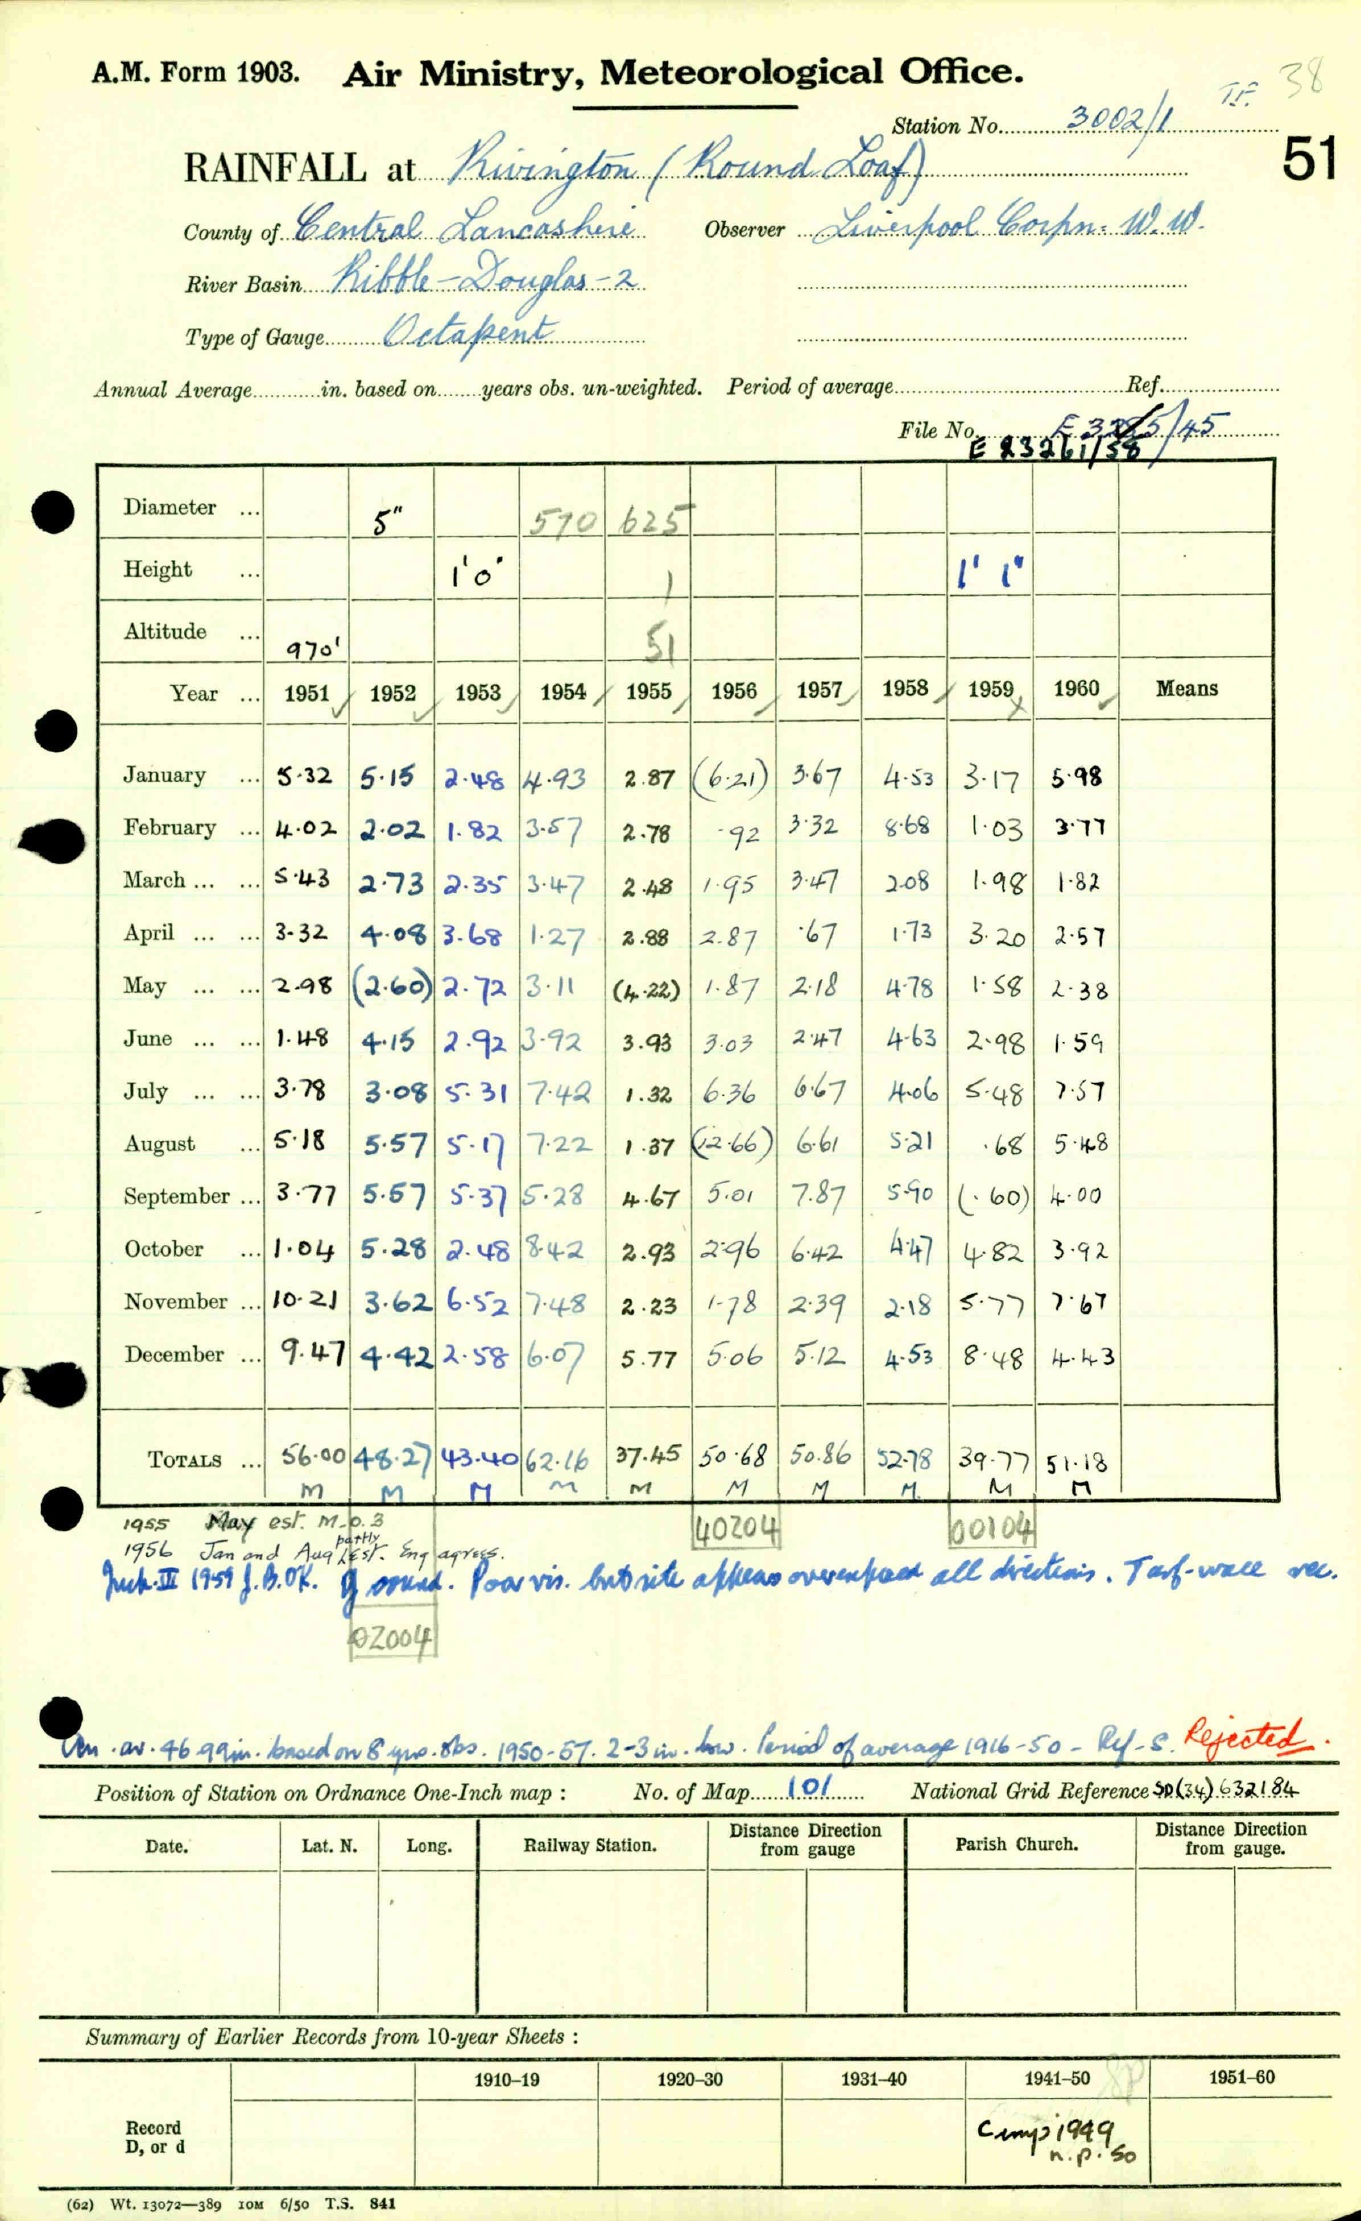 A.M. Form 1903. Air Ministry, Meteorological Office. 38
Station No. 3002/1
51
RAINFALL at Rivington (Round Loaf)
County of Central Lancashire Observer Liverpool Corpn. W.W.
River Basin Ribble-Douglas-2
Type of Gauge Octapent
Annual Average in. based on years obs. un-weighted. Period of average Ref.
File No.
E 23261/58
Diameter ... 5" 570 625
Height ... 1'0" 1 1' 1"
Altitude ... 970' 51
Year ... 1951 1952 1953 1954 1955 1956 1957 1958 1959 1960 Means
January ... 5.32 5.15 2.48 4.93 2.87 (6.21) 3.67 4.53 3.17 5.98
February ... 4.02 2.02 1.82 3.57 2.78 .92 3.32 8.68 1.03 3.77
March ... ... 5.43 2.73 2.35 3.47 2.48 1.95 3.47 2.08 1.98 1.82
April ... ... 3.32 4.08 3.68 1.27 2.88 2.87 .67 1.73 3.20 2.57
May ... ... 2.98 (2.60) 2.72 3.11 (4.22) 1.87 2.18 4.78 1.58 2.38
June ... ... 1.48 4.15 2.92 3.92 3.93 3.03 2.47 4.63 2.98 1.59
July ... ... 3.78 3.08 5.31 7.42 1.32 6.36 6.67 4.06 5.48 7.57
August ... 5.18 5.57 5.17 7.22 1.37 (12.66) 6.61 5.21 .68 5.48
September ... 3.77 5.57 5.37 5.28 4.67 5.01 7.87 5.90 (.60) 4.00
October ... 1.04 5.28 2.48 8.42 2.93 2.96 6.42 4.47 4.82 3.92
November ... 10.21 3.62 6.52 7.48 2.23 1.78 2.39 2.18 5.77 7.67
December ... 9.47 4.42 2.58 6.07 5.77 5.06 5.12 4.53 8.48 4.43
TOTALS ... 56.00 48.27 43.40 62.16 37.45 50.68 50.86 52.78 39.77 51.18
M M M M M M M M M M
1955 May est. M.O.3 40204 00104
1956 Jan and Aug partly est. Eng agrees.
1959 J.B.OK. sound. Poor vis. but site appears overexposed all directions. Turf-wall rec.
02004
An. av. 46.99in. based on 8 yrs. obs. 1950-57. 2-3 in. low. Period of average 1916-50 - Ref-S. Rejected.
Position of Station on Ordnance One-Inch map : No. of Map 101 National Grid Reference SD(34) 632184
Date. Lat. N. Long. Railway Station. Distance Direction from gauge Parish Church. Distance Direction from gauge.
Summary of Earlier Records from 10-year Sheets :
1910–19 1920–30 1931–40 1941–50 1951–60
Record D, or d 1949
n.p. 50
(62) Wt. 13072—389 10M 6/50 T.S. 841